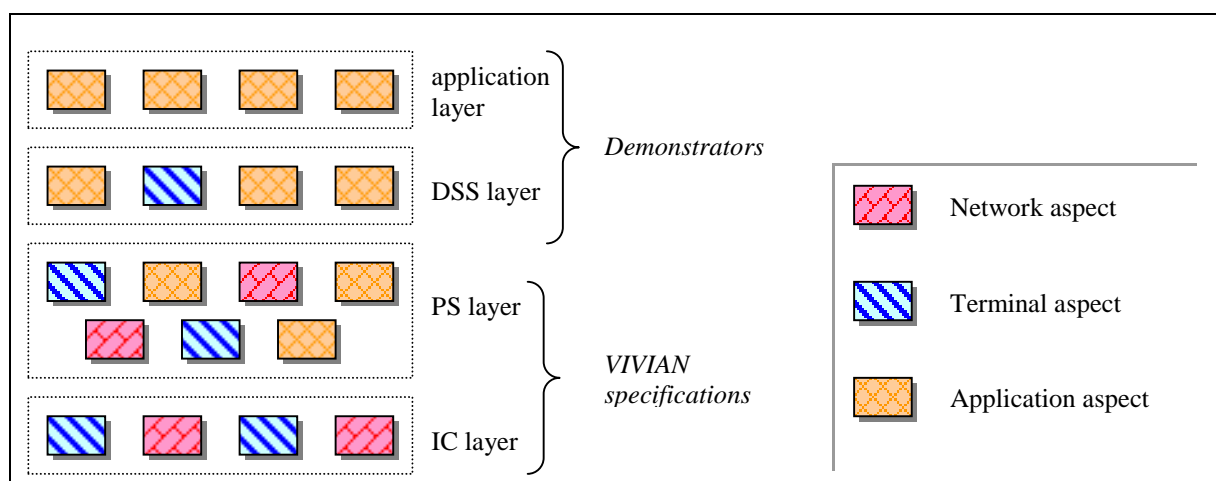 application
layer
DSS layer
PS layer
IC layer
Demonstrators
VIVIAN
specifications
Network aspect
Terminal aspect
Application aspect